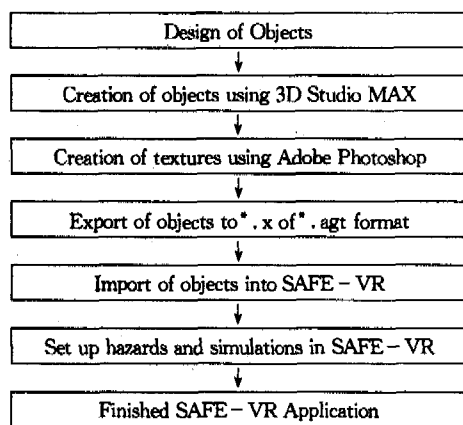 Design of Objects
Creation of objects using 3D Studio MAX
Creation of textures using Adobe Photoshop
Export of objects to*.x of*.agt format
Import of objects into SAFE-VR
Set up hazards and simulations in SAFE-VR
Finished SAFE-VR Application